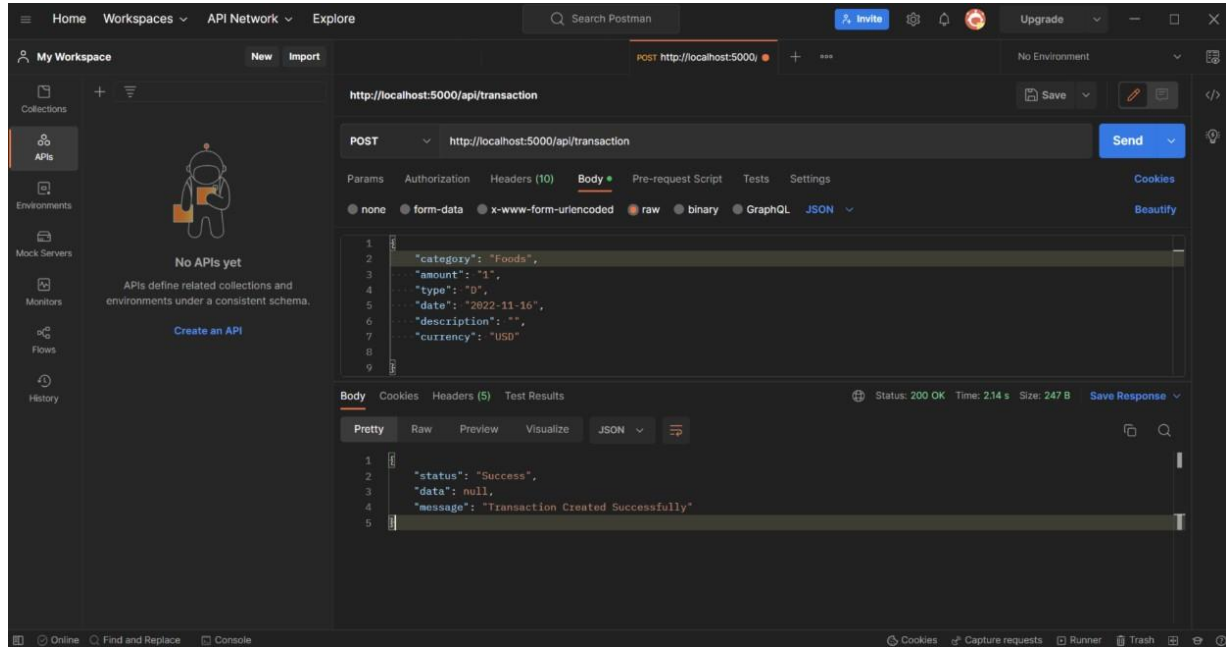 Home Workspaces API Network Explore Search Postman Invite Upgrade
My Workspace New Import POST http://localhost:5000/ No Environment
Collections
APIs
Environments
Mock Servers
Monitors
Flows
History
No APIs yet
APIs define related collections and
environments under a consistent schema.
Create an API
http://localhost:5000/api/transaction Save
POST http://localhost:5000/api/transaction Send
Params Authorization Headers (10) Body Pre-request Script Tests Settings Cookies
none form-data x-www-form-urlencoded raw binary GraphQL JSON Beautify
1 {
2 "category": "Foods",
3 "amount": "1",
4 "type": "D",
5 "date": "2022-11-16",
6 "description": "",
7 "currency": "USD"
8
9 }
Body Cookies Headers (5) Test Results Status: 200 OK Time: 2.14 s Size: 247 B Save Response
Pretty Raw Preview Visualize JSON
1 {
2 "status": "Success",
3 "data": null,
4 "message": "Transaction Created Successfully"
5 }
Online Find and Replace Console Cookies Capture requests Runner Trash